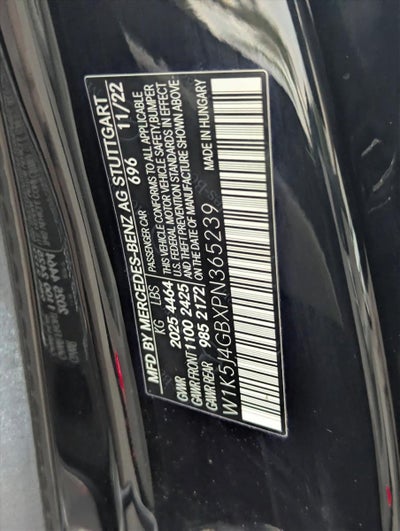 MFD BY MERCEDES-BENZ AG STUTTGART
696 11/22
KG LBS PASSENGER CAR
GVWR 2025 4464 THIS VEHICLE CONFORMS TO ALL APPLICABLE
GAWR FRONT 1100 2425 U.S. FEDERAL MOTOR VEHICLE SAFETY BUMPER
GAWR REAR 985 2172 AND THEFT PREVENTION STANDARDS IN EFFECT
ON THE DATE OF MANUFACTURE SHOWN ABOVE
W1K5J4GBXPN365239 MADE IN HUNGARY